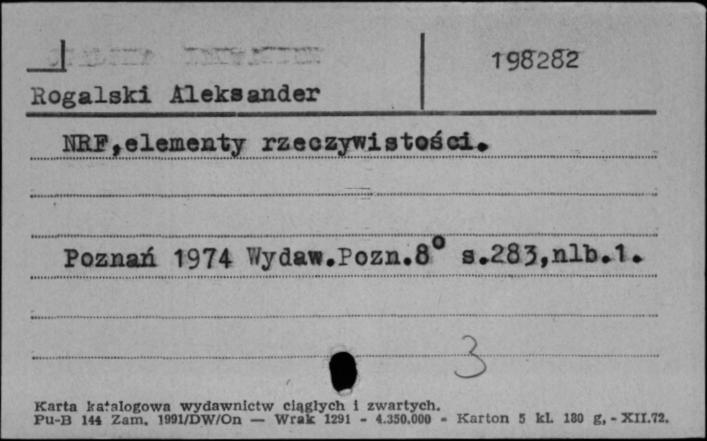 198282
Rogalski Aleksander
NRF,elementy rzeczywistości.
Poznań 1974 Wydaw.Pozn.8° s.283,nlb.1.
3
Karta katalogowa wydawnictw ciągłych i zwartych.
Pu-B 144 Zam. 1991/DW/On — Wrak 1291 - 4.350.000 - Karton 5 kl. 180 g. - XII.72.